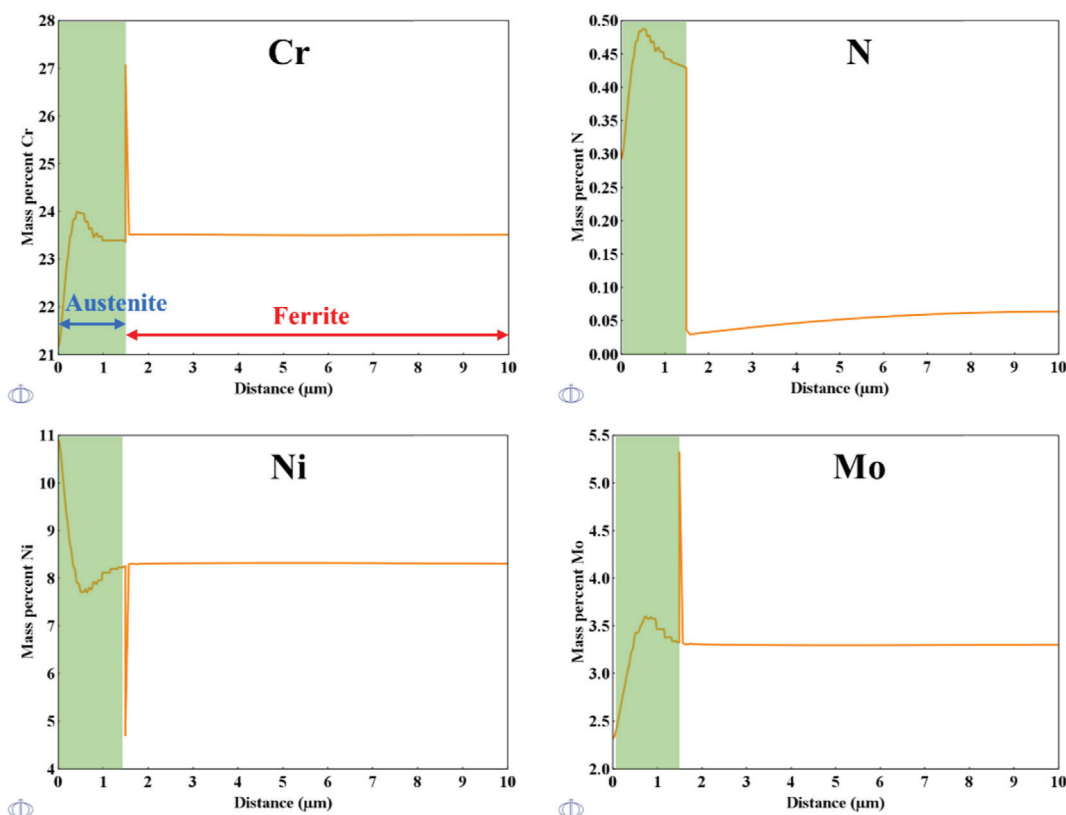 Cr
28
27
26
25
24
23
22
21
Mass percent Cr
Austenite
Ferrite
0 1 2 3 4 5 6 7 8 9 10
Distance (µm)
N
0.50
0.45
0.40
0.35
0.30
0.25
0.20
0.15
0.10
0.05
0.00
Mass percent N
0 1 2 3 4 5 6 7 8 9 10
Distance (µm)
Ni
11
10
9
8
7
6
5
4
Mass percent Ni
0 1 2 3 4 5 6 7 8 9 10
Distance (µm)
Mo
5.5
5.0
4.5
4.0
3.5
3.0
2.5
2.0
Mass percent Mo
0 1 2 3 4 5 6 7 8 9 10
Distance (µm)